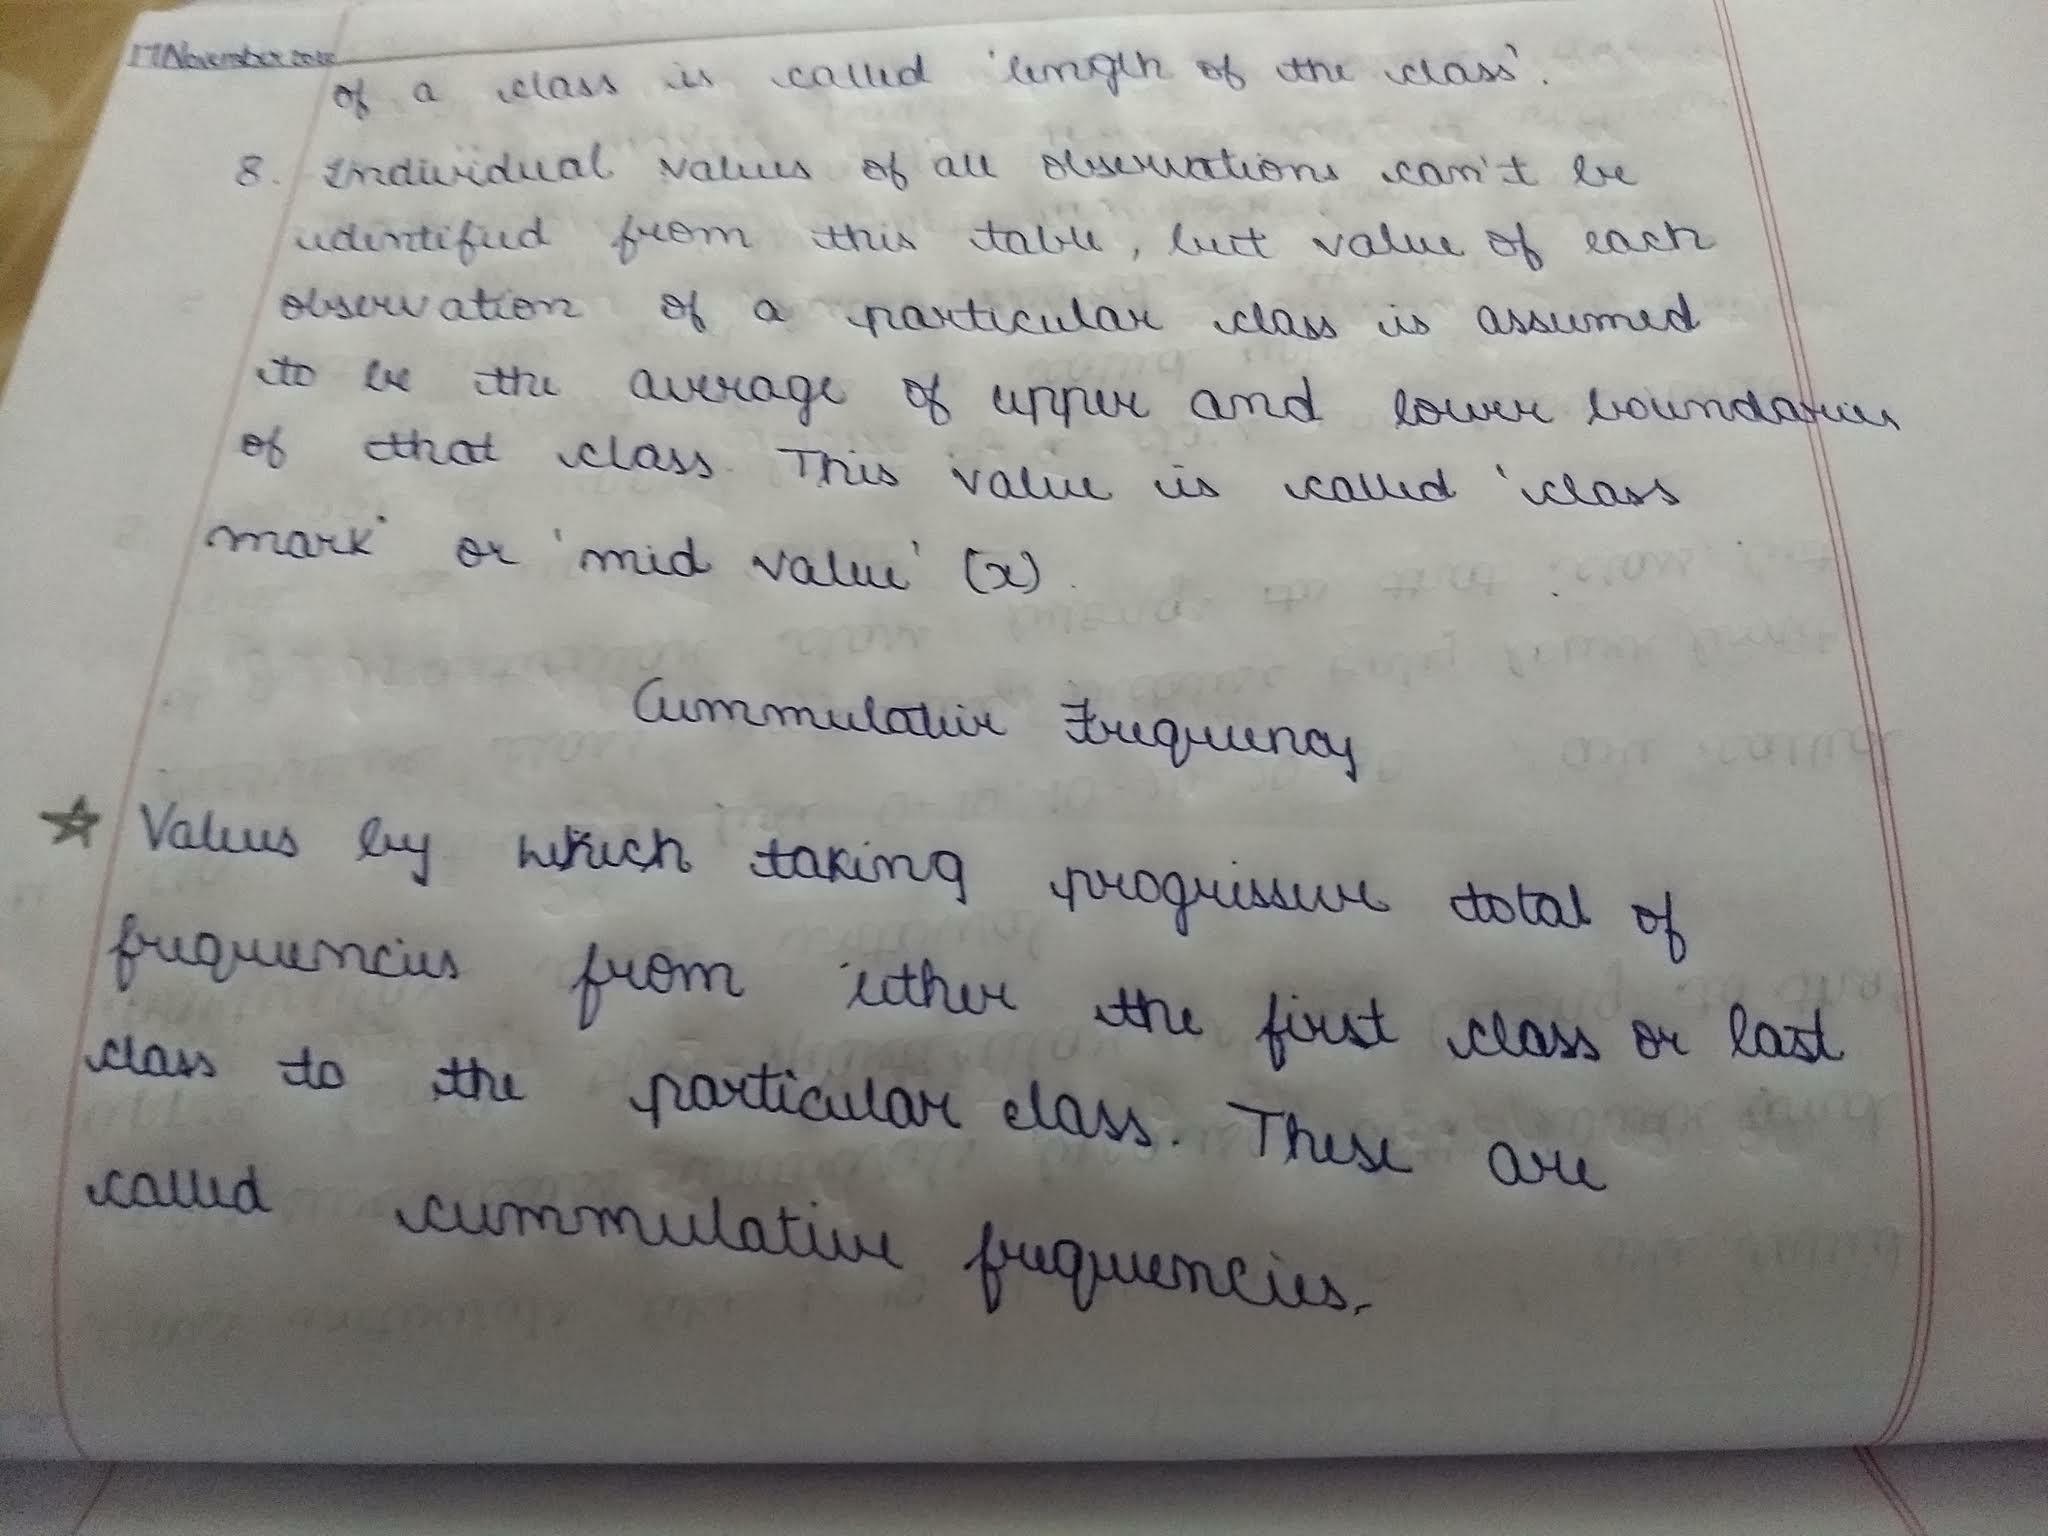 17 November
of a class is called 'length of the class'.
8. Individual values of all observations can't be
identified from this table, but value of each
observation of a particular class is assumed
to be the average of upper and lower boundaries
of that class. This value is called 'class
mark' or 'mid value' (x).
Cummulative Frequency
☆ Values by which taking progressive total of
frequencies from either the first class or last
class to the particular class. These are
called cummulative frequencies.